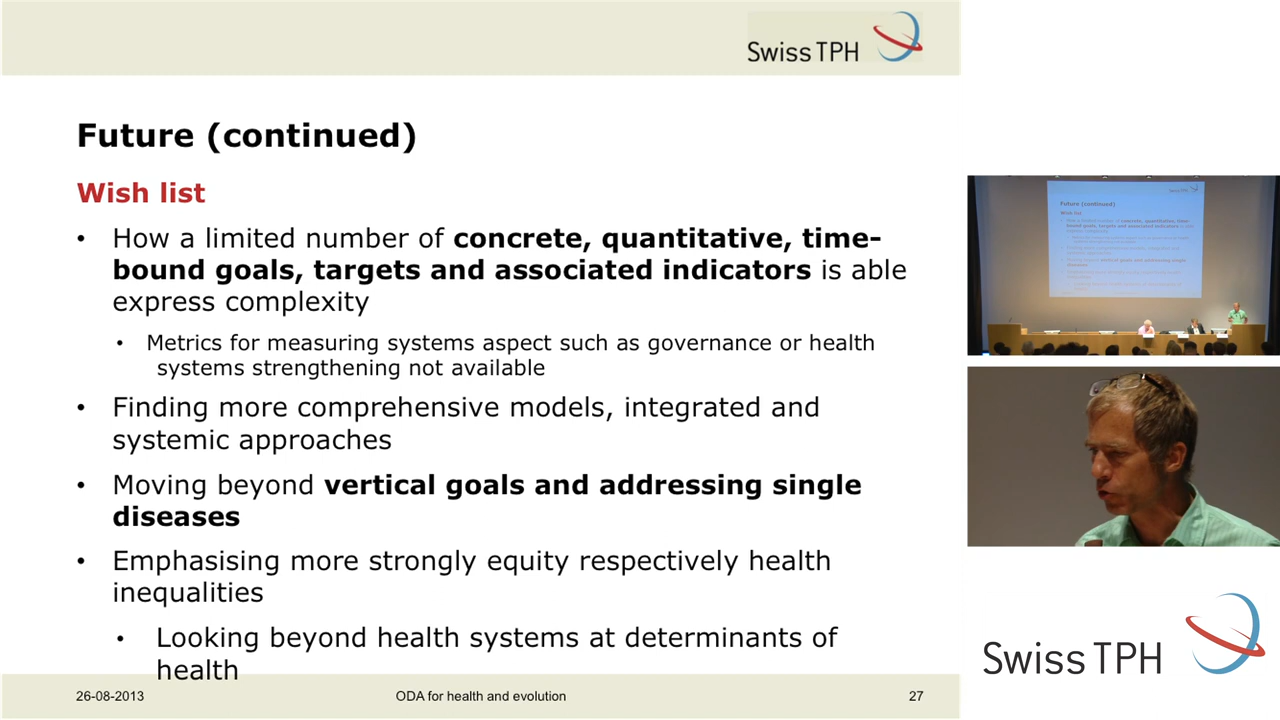 Swiss TPH
Future (continued)
Wish list
• How a limited number of concrete, quantitative, time-
bound goals, targets and associated indicators is able
express complexity
• Metrics for measuring systems aspect such as governance or health
systems strengthening not available
• Finding more comprehensive models, integrated and
systemic approaches
• Moving beyond vertical goals and addressing single
diseases
• Emphasising more strongly equity respectively health
inequalities
• Looking beyond health systems at determinants of
health
26-08-2013 ODA for health and evolution 27
Future (continued)
Wish list
Swiss TPH